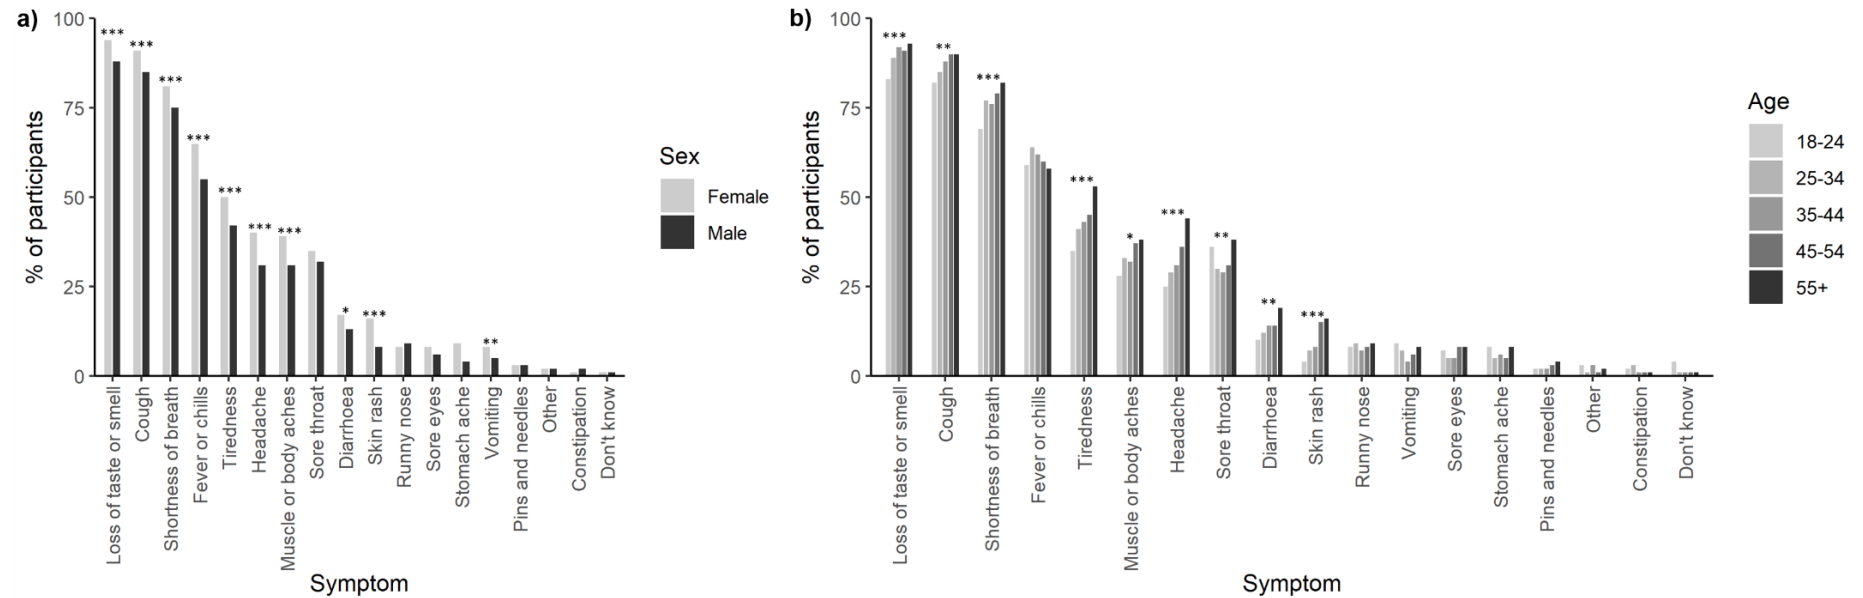 a)
% of participants
100
75
50
25
0
***
***
***
***
***
***
***
*
***
**
Loss of taste or smell
Cough
Shortness of breath
Fever or chills
Tiredness
Headache
Muscle or body aches
Sore throat
Diarrhoea
Skin rash
Runny nose
Sore eyes
Stomach ache
Vomiting
Pins and needles
Other
Constipation
Don't know
Symptom
Sex
Female
Male
b)
% of participants
100
75
50
25
0
***
**
***
***
*
***
**
**
***
Loss of taste or smell
Cough
Shortness of breath
Fever or chills
Tiredness
Muscle or body aches
Headache
Sore throat
Diarrhoea
Skin rash
Runny nose
Vomiting
Sore eyes
Stomach ache
Pins and needles
Other
Constipation
Don't know
Symptom
Age
18-24
25-34
35-44
45-54
55+